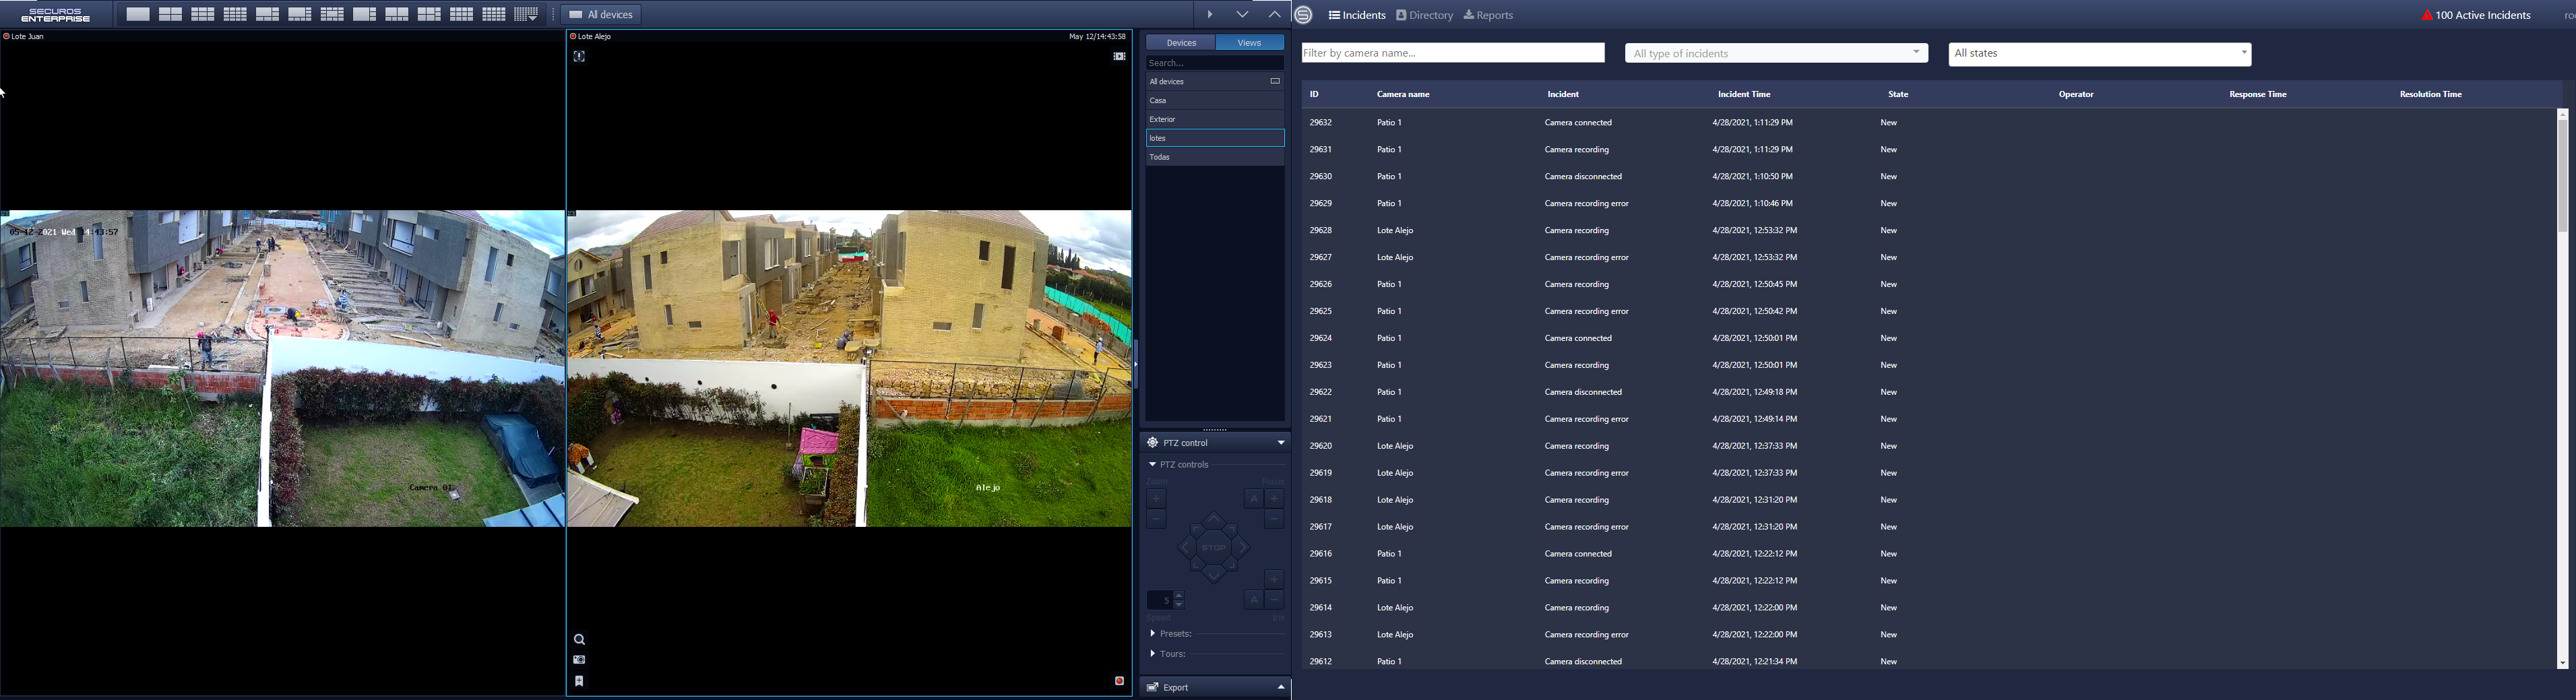 SECUROS
ENTERPRISE
All devices
Incidents
Directory
Reports
100 Active Incidents
Lote Juan
Lote Alejo
May 12/14:43:58
Devices
Views
Search...
All devices
Casa
Exterior
lotes
Todas
05-12-2021 Wed 14:43:57
Camera 01
Alejo
PTZ control
PTZ controls
Zoom
Focus
A
STOP
5
A
Speed
Iris
Presets:
Tours:
Export
Filter by camera name...
All type of incidents
All states
ID Camera name Incident Incident Time State Operator Response Time Resolution Time
29632 Patio 1 Camera connected 4/28/2021, 1:11:29 PM New
29631 Patio 1 Camera recording 4/28/2021, 1:11:29 PM New
29630 Patio 1 Camera disconnected 4/28/2021, 1:10:50 PM New
29629 Patio 1 Camera recording error 4/28/2021, 1:10:46 PM New
29628 Lote Alejo Camera recording 4/28/2021, 12:53:32 PM New
29627 Lote Alejo Camera recording error 4/28/2021, 12:53:32 PM New
29626 Patio 1 Camera recording 4/28/2021, 12:50:45 PM New
29625 Patio 1 Camera recording error 4/28/2021, 12:50:42 PM New
29624 Patio 1 Camera connected 4/28/2021, 12:50:01 PM New
29623 Patio 1 Camera recording 4/28/2021, 12:50:01 PM New
29622 Patio 1 Camera disconnected 4/28/2021, 12:49:18 PM New
29621 Patio 1 Camera recording error 4/28/2021, 12:49:14 PM New
29620 Lote Alejo Camera recording 4/28/2021, 12:37:33 PM New
29619 Lote Alejo Camera recording error 4/28/2021, 12:37:33 PM New
29618 Lote Alejo Camera recording 4/28/2021, 12:31:20 PM New
29617 Lote Alejo Camera recording error 4/28/2021, 12:31:20 PM New
29616 Patio 1 Camera connected 4/28/2021, 12:22:12 PM New
29615 Patio 1 Camera recording 4/28/2021, 12:22:12 PM New
29614 Lote Alejo Camera recording 4/28/2021, 12:22:00 PM New
29613 Lote Alejo Camera recording error 4/28/2021, 12:22:00 PM New
29612 Patio 1 Camera disconnected 4/28/2021, 12:21:34 PM New